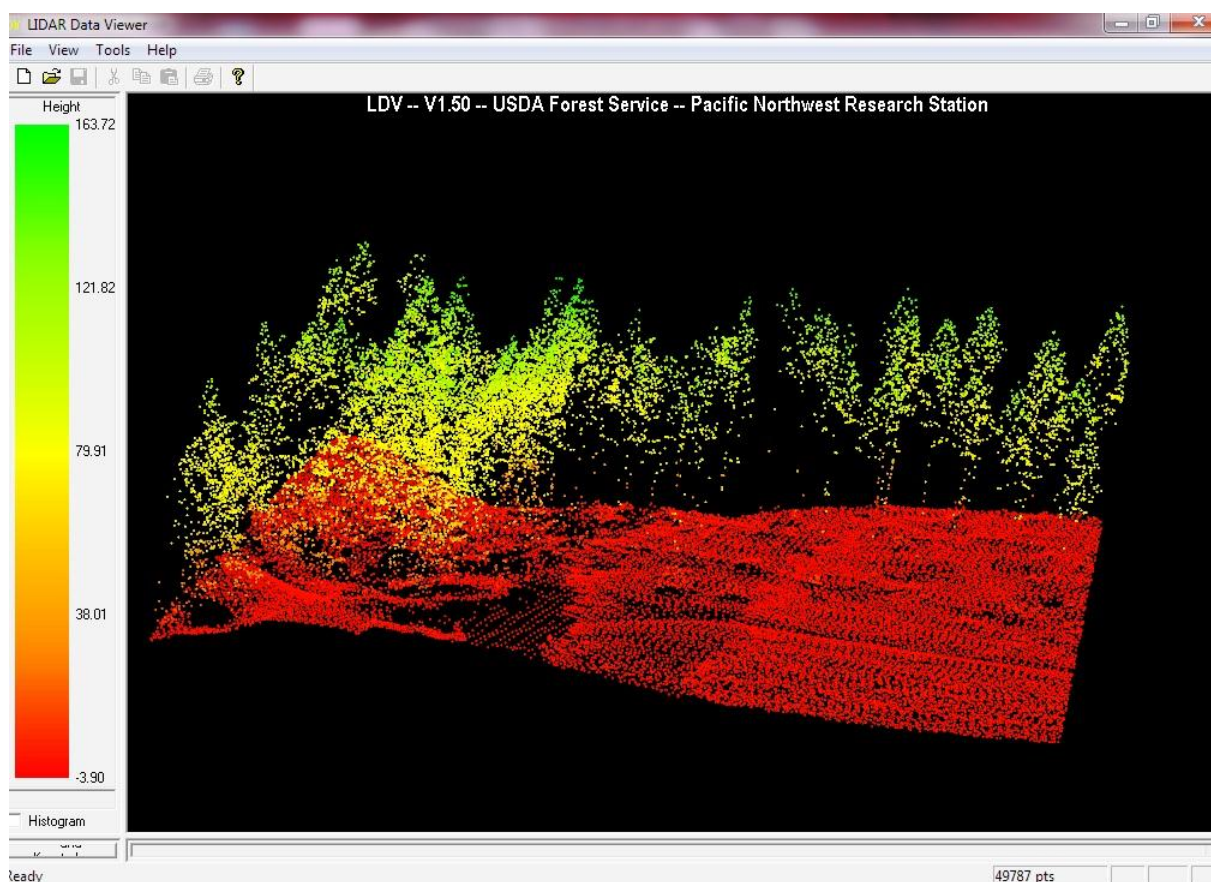 LIDAR Data Viewer
File View Tools Help
Height
LDV -- V1.50 -- USDA Forest Service -- Pacific Northwest Research Station
163.72
121.82
79.91
38.01
-3.90
Histogram
49787 pts